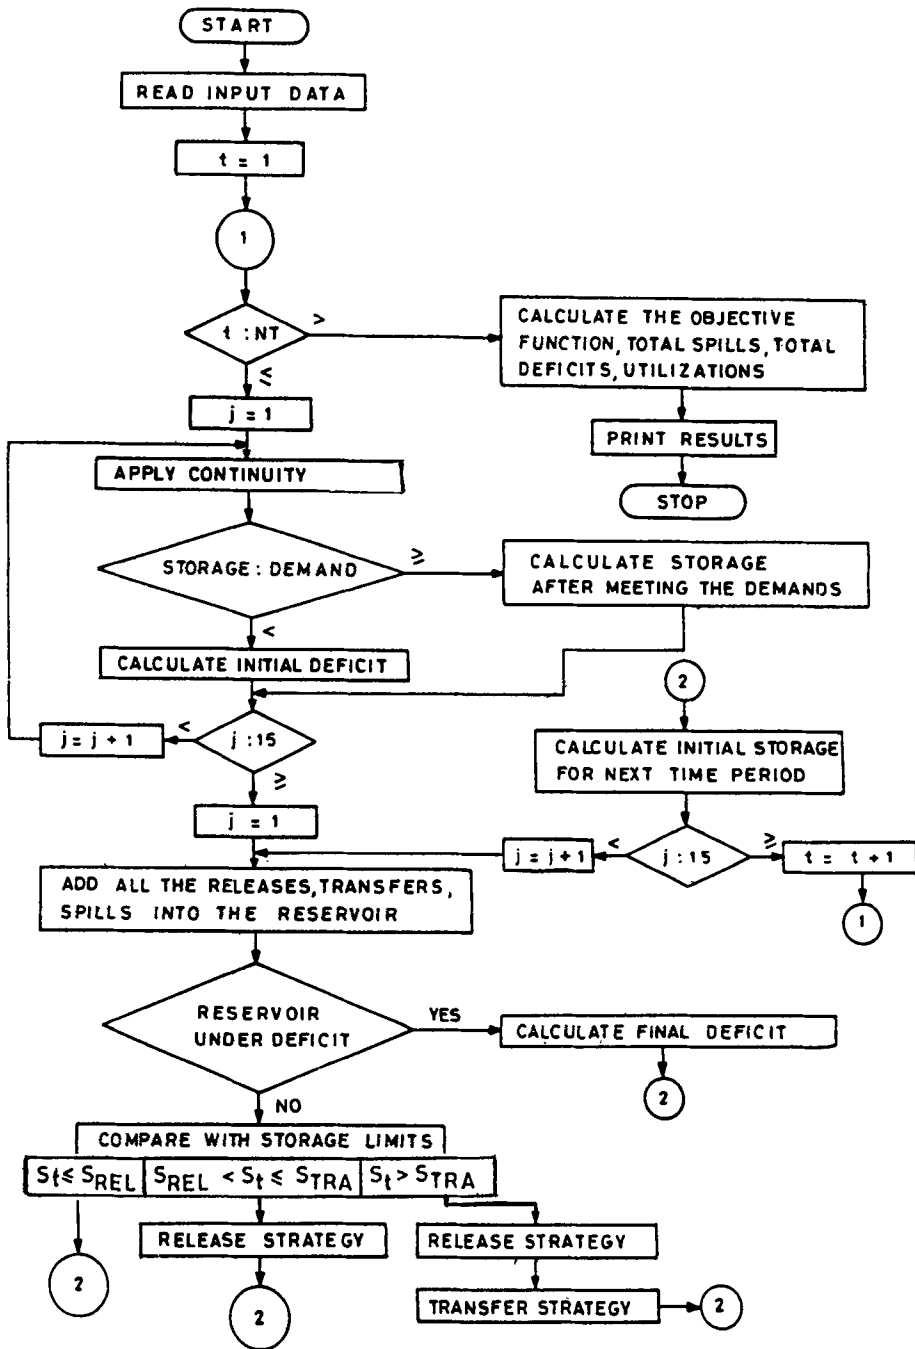 START
READ INPUT DATA
t = 1
1
t : NT
>
≤
CALCULATE THE OBJECTIVE
FUNCTION, TOTAL SPILLS, TOTAL
DEFICITS, UTILIZATIONS
PRINT RESULTS
STOP
j = 1
APPLY CONTINUITY
STORAGE : DEMAND
≥
<
CALCULATE STORAGE
AFTER MEETING THE DEMANDS
CALCULATE INITIAL DEFICIT
j : 15
<
≥
j = j + 1
j = 1
2
CALCULATE INITIAL STORAGE
FOR NEXT TIME PERIOD
j : 15
<
≥
j = j + 1
t = t + 1
1
ADD ALL THE RELEASES, TRANSFERS,
SPILLS INTO THE RESERVOIR
RESERVOIR
UNDER DEFICIT
YES
CALCULATE FINAL DEFICIT
2
NO
COMPARE WITH STORAGE LIMITS
St ≤ SREL
SREL < St ≤ STRA
St > STRA
2
RELEASE STRATEGY
2
RELEASE STRATEGY
TRANSFER STRATEGY
2